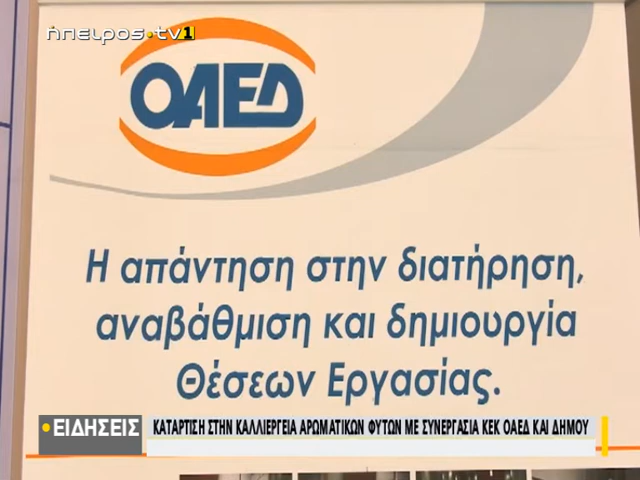 ήπειρος•tv1
ΟΑΕΔ
Η απάντηση στην διατήρηση,
αναβάθμιση και δημιουργία
Θέσεων Εργασίας.
•ΕΙΔΗΣΕΙΣ
ΚΑΤΑΡΤΙΣΗ ΣΤΗΝ ΚΑΛΛΙΕΡΓΕΙΑ ΑΡΩΜΑΤΙΚΩΝ ΦΥΤΩΝ ΜΕ ΣΥΝΕΡΓΑΣΙΑ ΚΕΚ ΟΑΕΔ ΚΑΙ ΔΗΜΟΥ